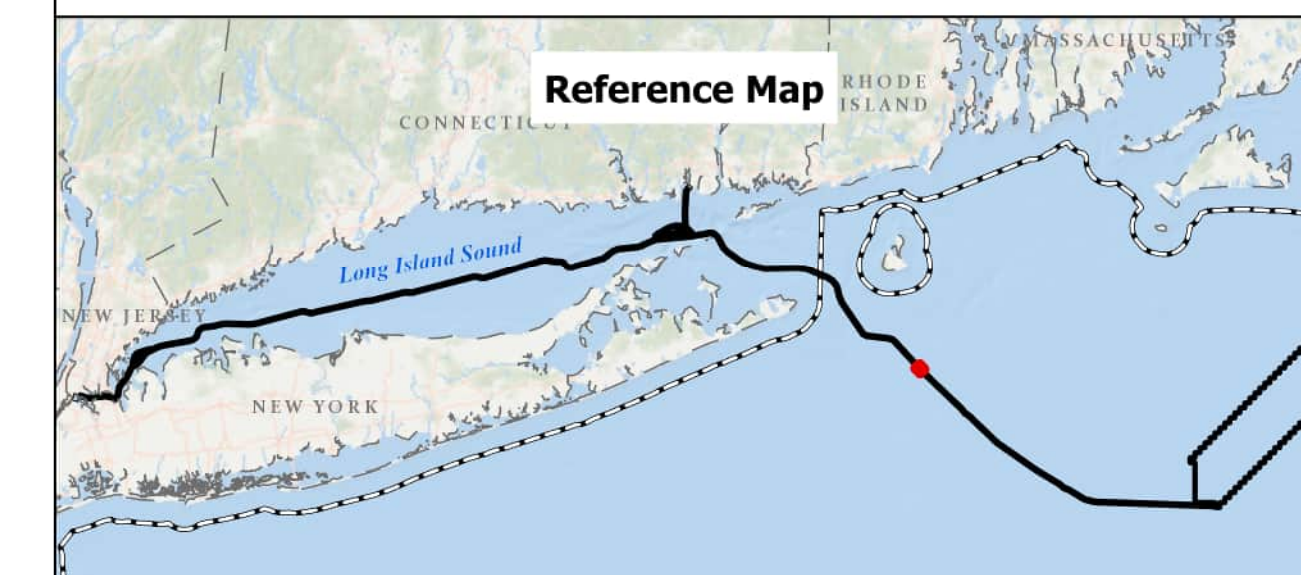 MASSACHUSETTS
Reference Map
RHODE
ISLAND
CONNECTICUT
Long Island Sound
NEW JERSEY
NEW YORK